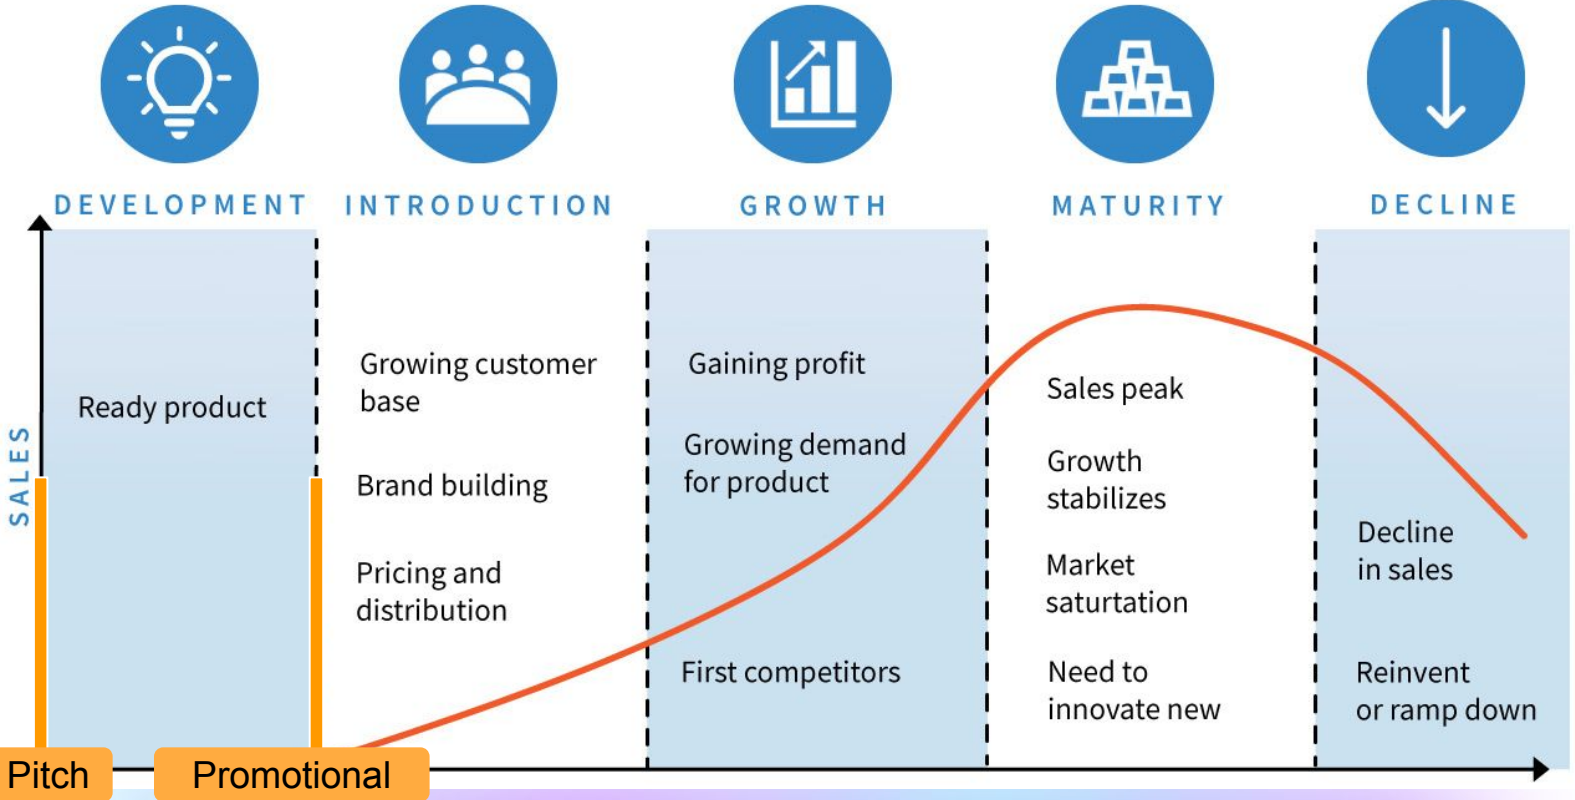 DEVELOPMENT
INTRODUCTION
GROWTH
MATURITY
DECLINE
SALES
Ready product
Growing customer
base
Brand building
Pricing and
distribution
Gaining profit
Growing demand
for product
First competitors
Sales peak
Growth
stabilizes
Market
saturtation
Need to
innovate new
Decline
in sales
Reinvent
or ramp down
Pitch
Promotional